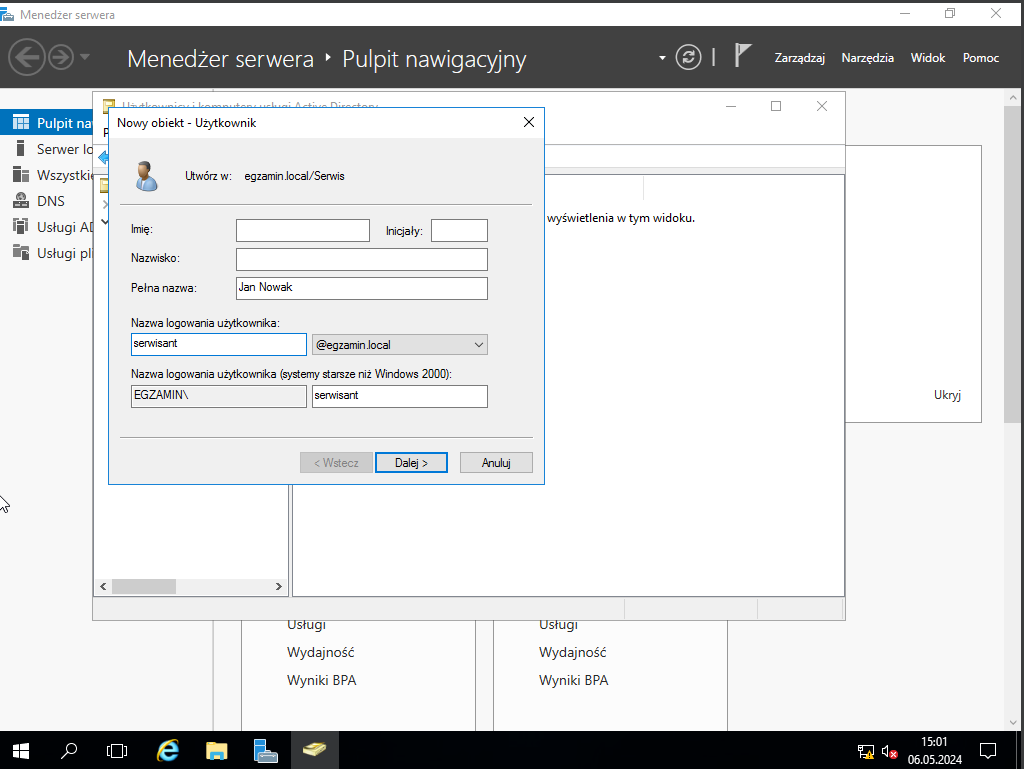 Menedżer serwera
Menedżer serwera ‣ Pulpit nawigacyjny
Zarządzaj Narzędzia Widok Pomoc
Użytkownicy i komputery usługi Active Directory
Pulpit na
Serwer lo
Wszystkie
DNS
Usługi AD
Usługi pli
Nowy obiekt - Użytkownik
Utwórz w: egzamin.local/Serwis
Imię: Inicjały:
Nazwisko:
Pełna nazwa: Jan Nowak
Nazwa logowania użytkownika:
serwisant @egzamin.local
Nazwa logowania użytkownika (systemy starsze niż Windows 2000):
EGZAMIN\ serwisant
< Wstecz Dalej > Anuluj
wyświetlenia w tym widoku.
Ukryj
Usługi
Wydajność
Wyniki BPA
Usługi
Wydajność
Wyniki BPA
15:01
06.05.2024